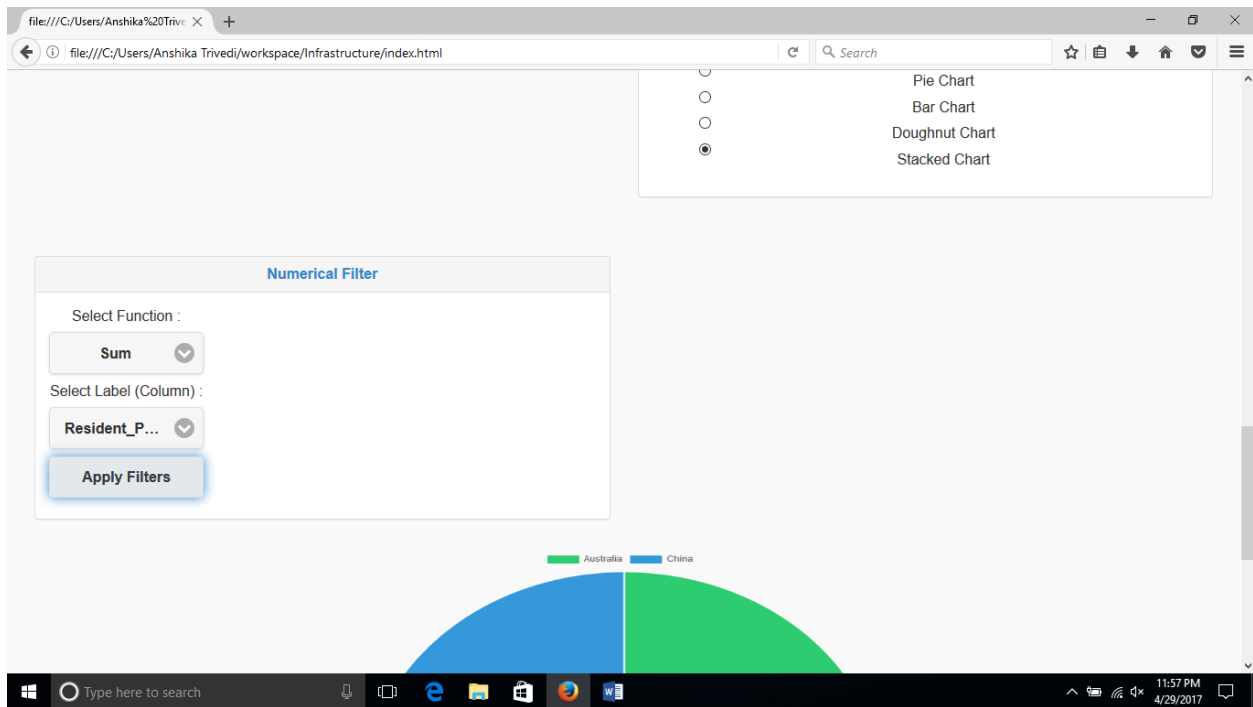 file:///C:/Users/Anshika%20Trive
file:///C:/Users/Anshika Trivedi/workspace/Infrastructure/index.html
Search
Pie Chart
Bar Chart
Doughnut Chart
Stacked Chart
Numerical Filter
Select Function :
Sum
Select Label (Column) :
Resident_P...
Apply Filters
Australia China
Type here to search
11:57 PM
4/29/2017